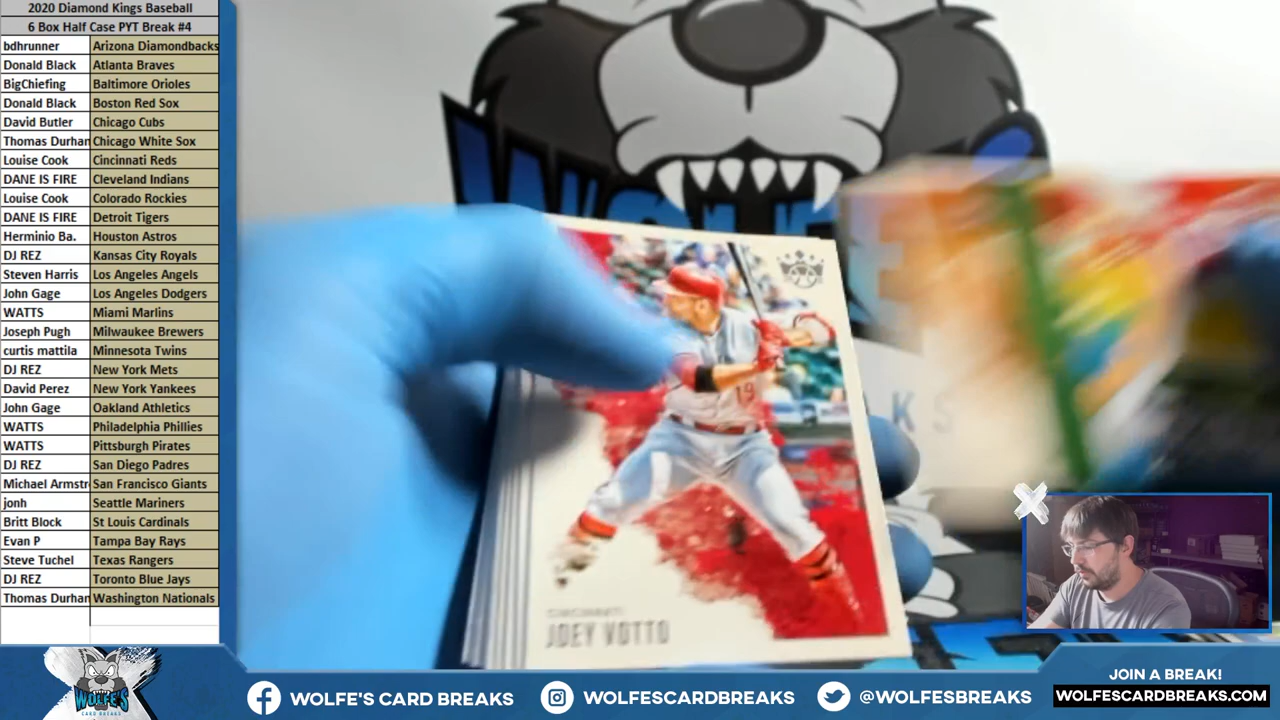 2020 Diamond Kings Baseball
6 Box Half Case PYT Break #4
bdhrunner Arizona Diamondbacks
Donald Black Atlanta Braves
BigChiefing Baltimore Orioles
Donald Black Boston Red Sox
David Butler Chicago Cubs
Thomas Durhan Chicago White Sox
Louise Cook Cincinnati Reds
DANE IS FIRE Cleveland Indians
Louise Cook Colorado Rockies
DANE IS FIRE Detroit Tigers
Herminio Ba. Houston Astros
DJ REZ Kansas City Royals
Steven Harris Los Angeles Angels
John Gage Los Angeles Dodgers
WATTS Miami Marlins
Joseph Pugh Milwaukee Brewers
curtis mattila Minnesota Twins
DJ REZ New York Mets
David Perez New York Yankees
John Gage Oakland Athletics
WATTS Philadelphia Phillies
WATTS Pittsburgh Pirates
DJ REZ San Diego Padres
Michael Armstr San Francisco Giants
jonh Seattle Mariners
Britt Block St Louis Cardinals
Evan P Tampa Bay Rays
Steve Tuchel Texas Rangers
DJ REZ Toronto Blue Jays
Thomas Durhan Washington Nationals
19
CINCINNATI
JOEY VOTTO
K S
WOLFE'S
CARD BREAKS
WOLFE'S CARD BREAKS
WOLFESCARDBREAKS
@WOLFESBREAKS
JOIN A BREAK!
WOLFESCARDBREAKS.COM